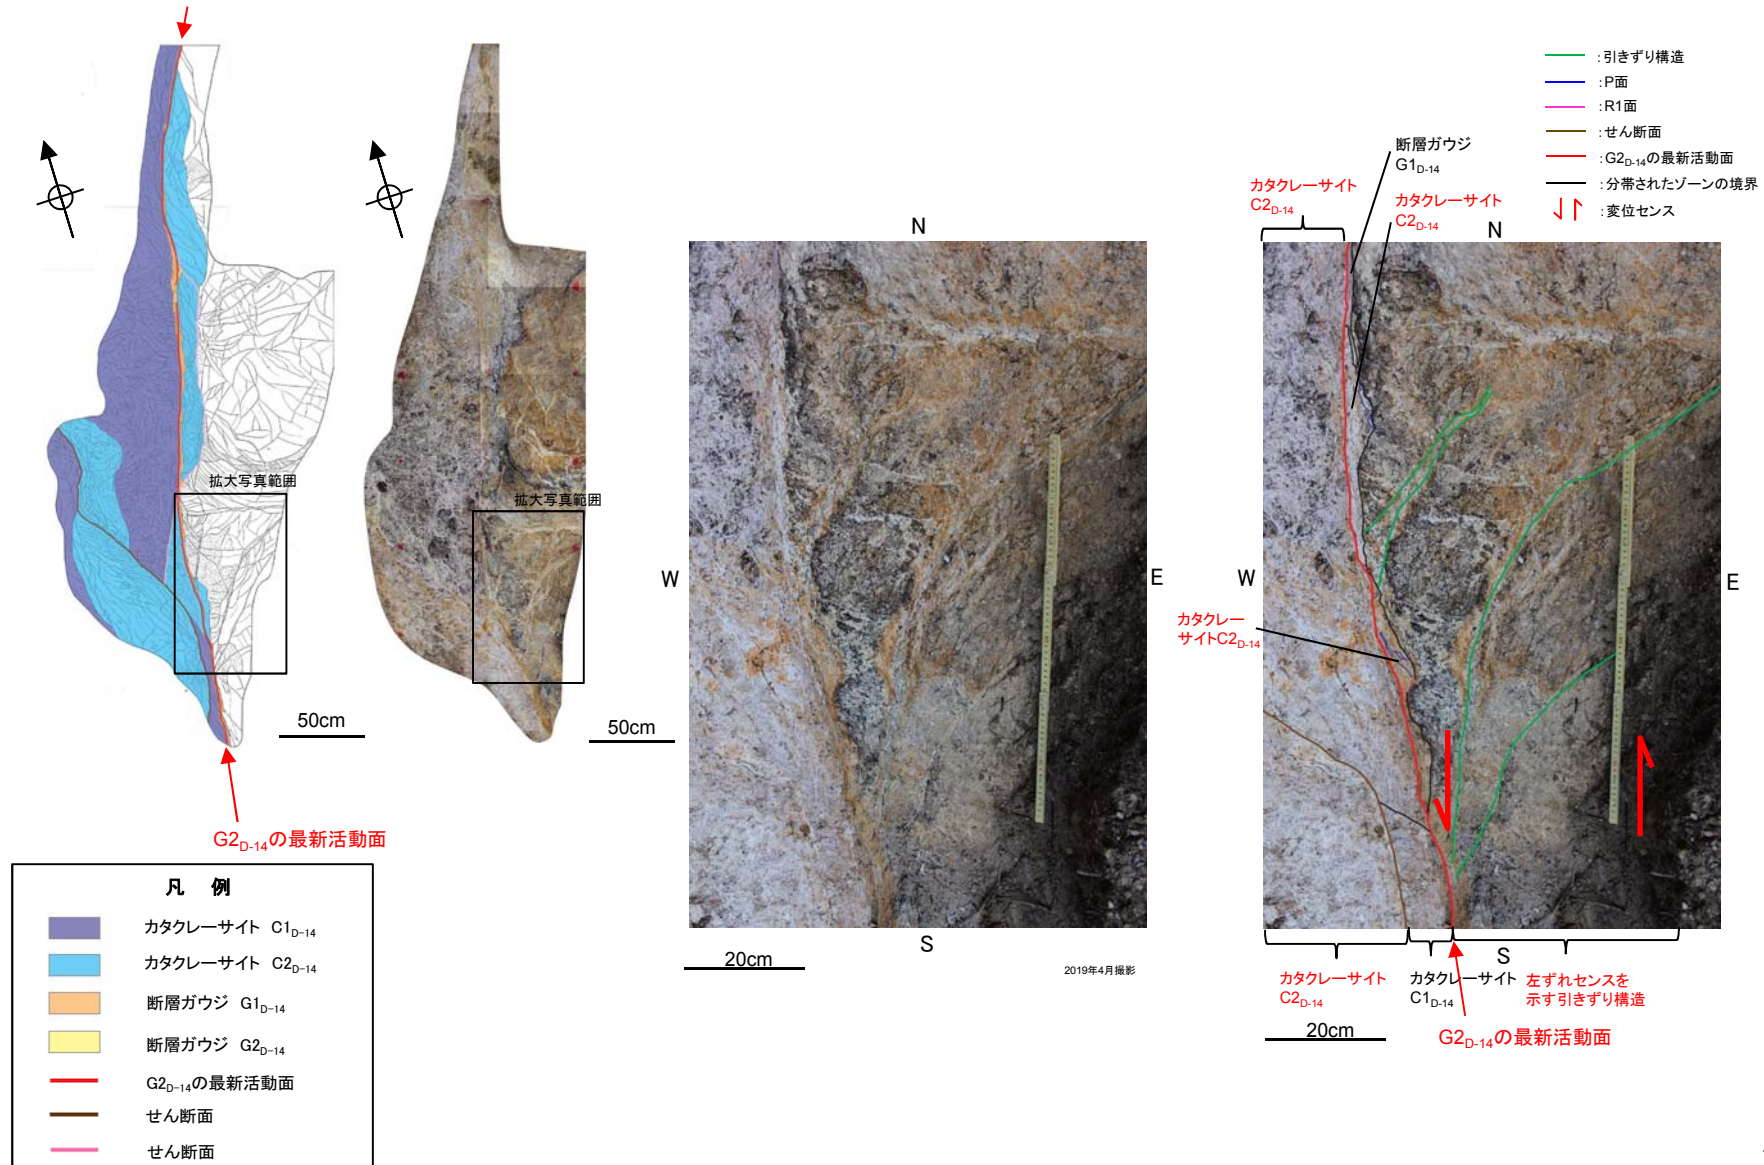 拡大写真範囲
50cm
G2D-14の最新活動面
凡 例
カタクレーサイト C1D-14
カタクレーサイト C2D-14
断層ガウジ G1D-14
断層ガウジ G2D-14
G2D-14の最新活動面
せん断面
せん断面
拡大写真範囲
50cm
N
W
E
S
20cm
2019年4月撮影
:引きずり構造
:P面
:R1面
:せん断面
:G2D-14の最新活動面
:分帯されたゾーンの境界
:変位センス
断層ガウジ
G1D-14
カタクレーサイト
C2D-14
カタクレーサイト
C2D-14
N
W
E
カタクレー
サイトC2D-14
S
カタクレーサイト
C2D-14
カタクレーサイト
C1D-14
左ずれセンスを
示す引きずり構造
20cm
G2D-14の最新活動面